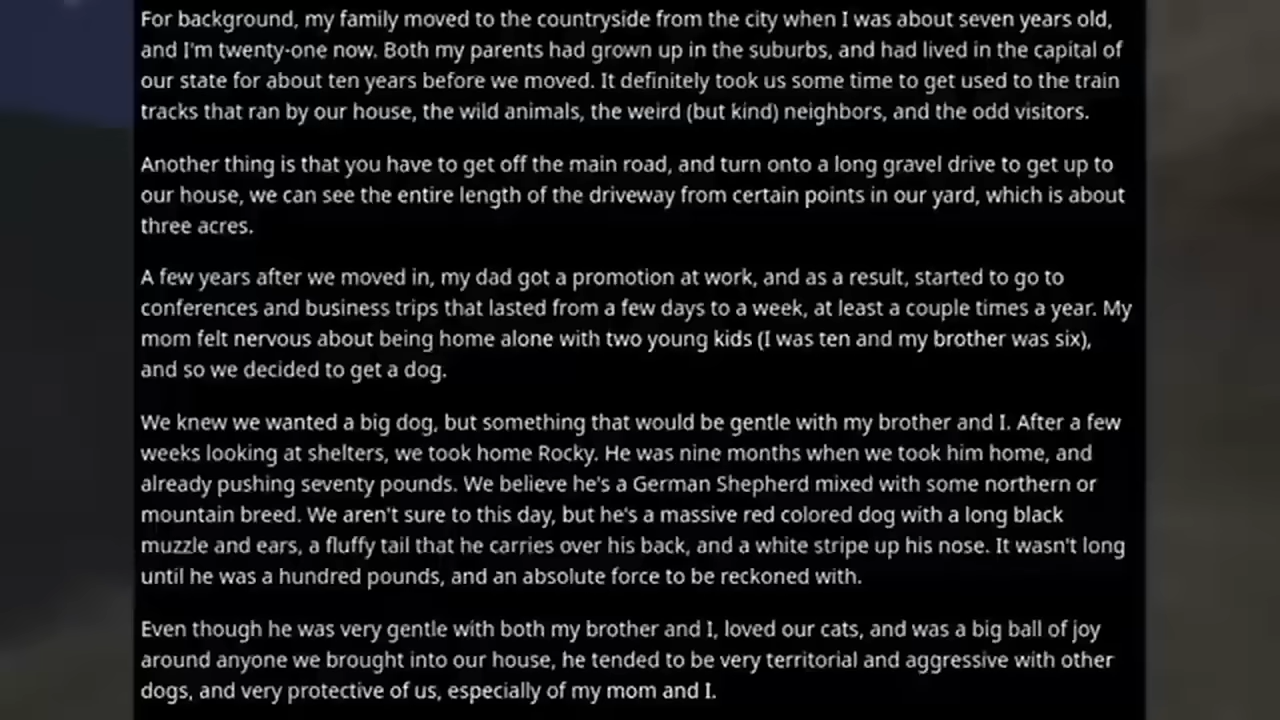 For background, my family moved to the countryside from the city when I was about seven years old,
and I'm twenty-one now. Both my parents had grown up in the suburbs, and had lived in the capital of
our state for about ten years before we moved. It definitely took us some time to get used to the train
tracks that ran by our house, the wild animals, the weird (but kind) neighbors, and the odd visitors.
Another thing is that you have to get off the main road, and turn onto a long gravel drive to get up to
our house, we can see the entire length of the driveway from certain points in our yard, which is about
three acres.
A few years after we moved in, my dad got a promotion at work, and as a result, started to go to
conferences and business trips that lasted from a few days to a week, at least a couple times a year. My
mom felt nervous about being home alone with two young kids (I was ten and my brother was six),
and so we decided to get a dog.
We knew we wanted a big dog, but something that would be gentle with my brother and I. After a few
weeks looking at shelters, we took home Rocky. He was nine months when we took him home, and
already pushing seventy pounds. We believe he's a German Shepherd mixed with some northern or
mountain breed. We aren't sure to this day, but he's a massive red colored dog with a long black
muzzle and ears, a fluffy tail that he carries over his back, and a white stripe up his nose. It wasn't long
until he was a hundred pounds, and an absolute force to be reckoned with.
Even though he was very gentle with both my brother and I, loved our cats, and was a big ball of joy
around anyone we brought into our house, he tended to be very territorial and aggressive with other
dogs, and very protective of us, especially of my mom and I.